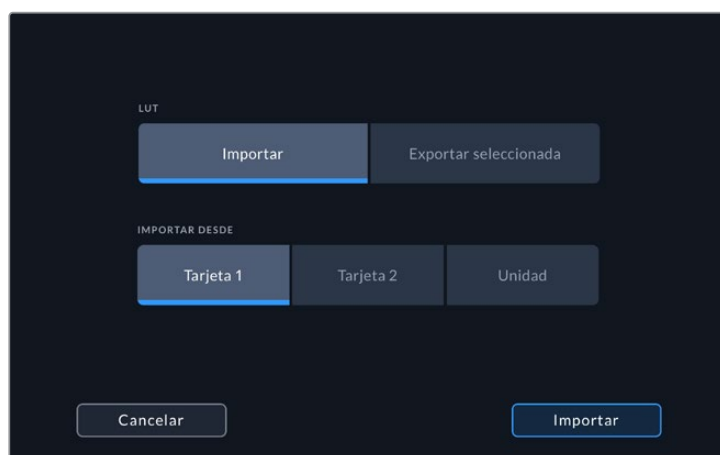 LUT
Importar
Exportar seleccionada
IMPORTAR DESDE
Tarjeta 1
Tarjeta 2
Unidad
Cancelar
Importar